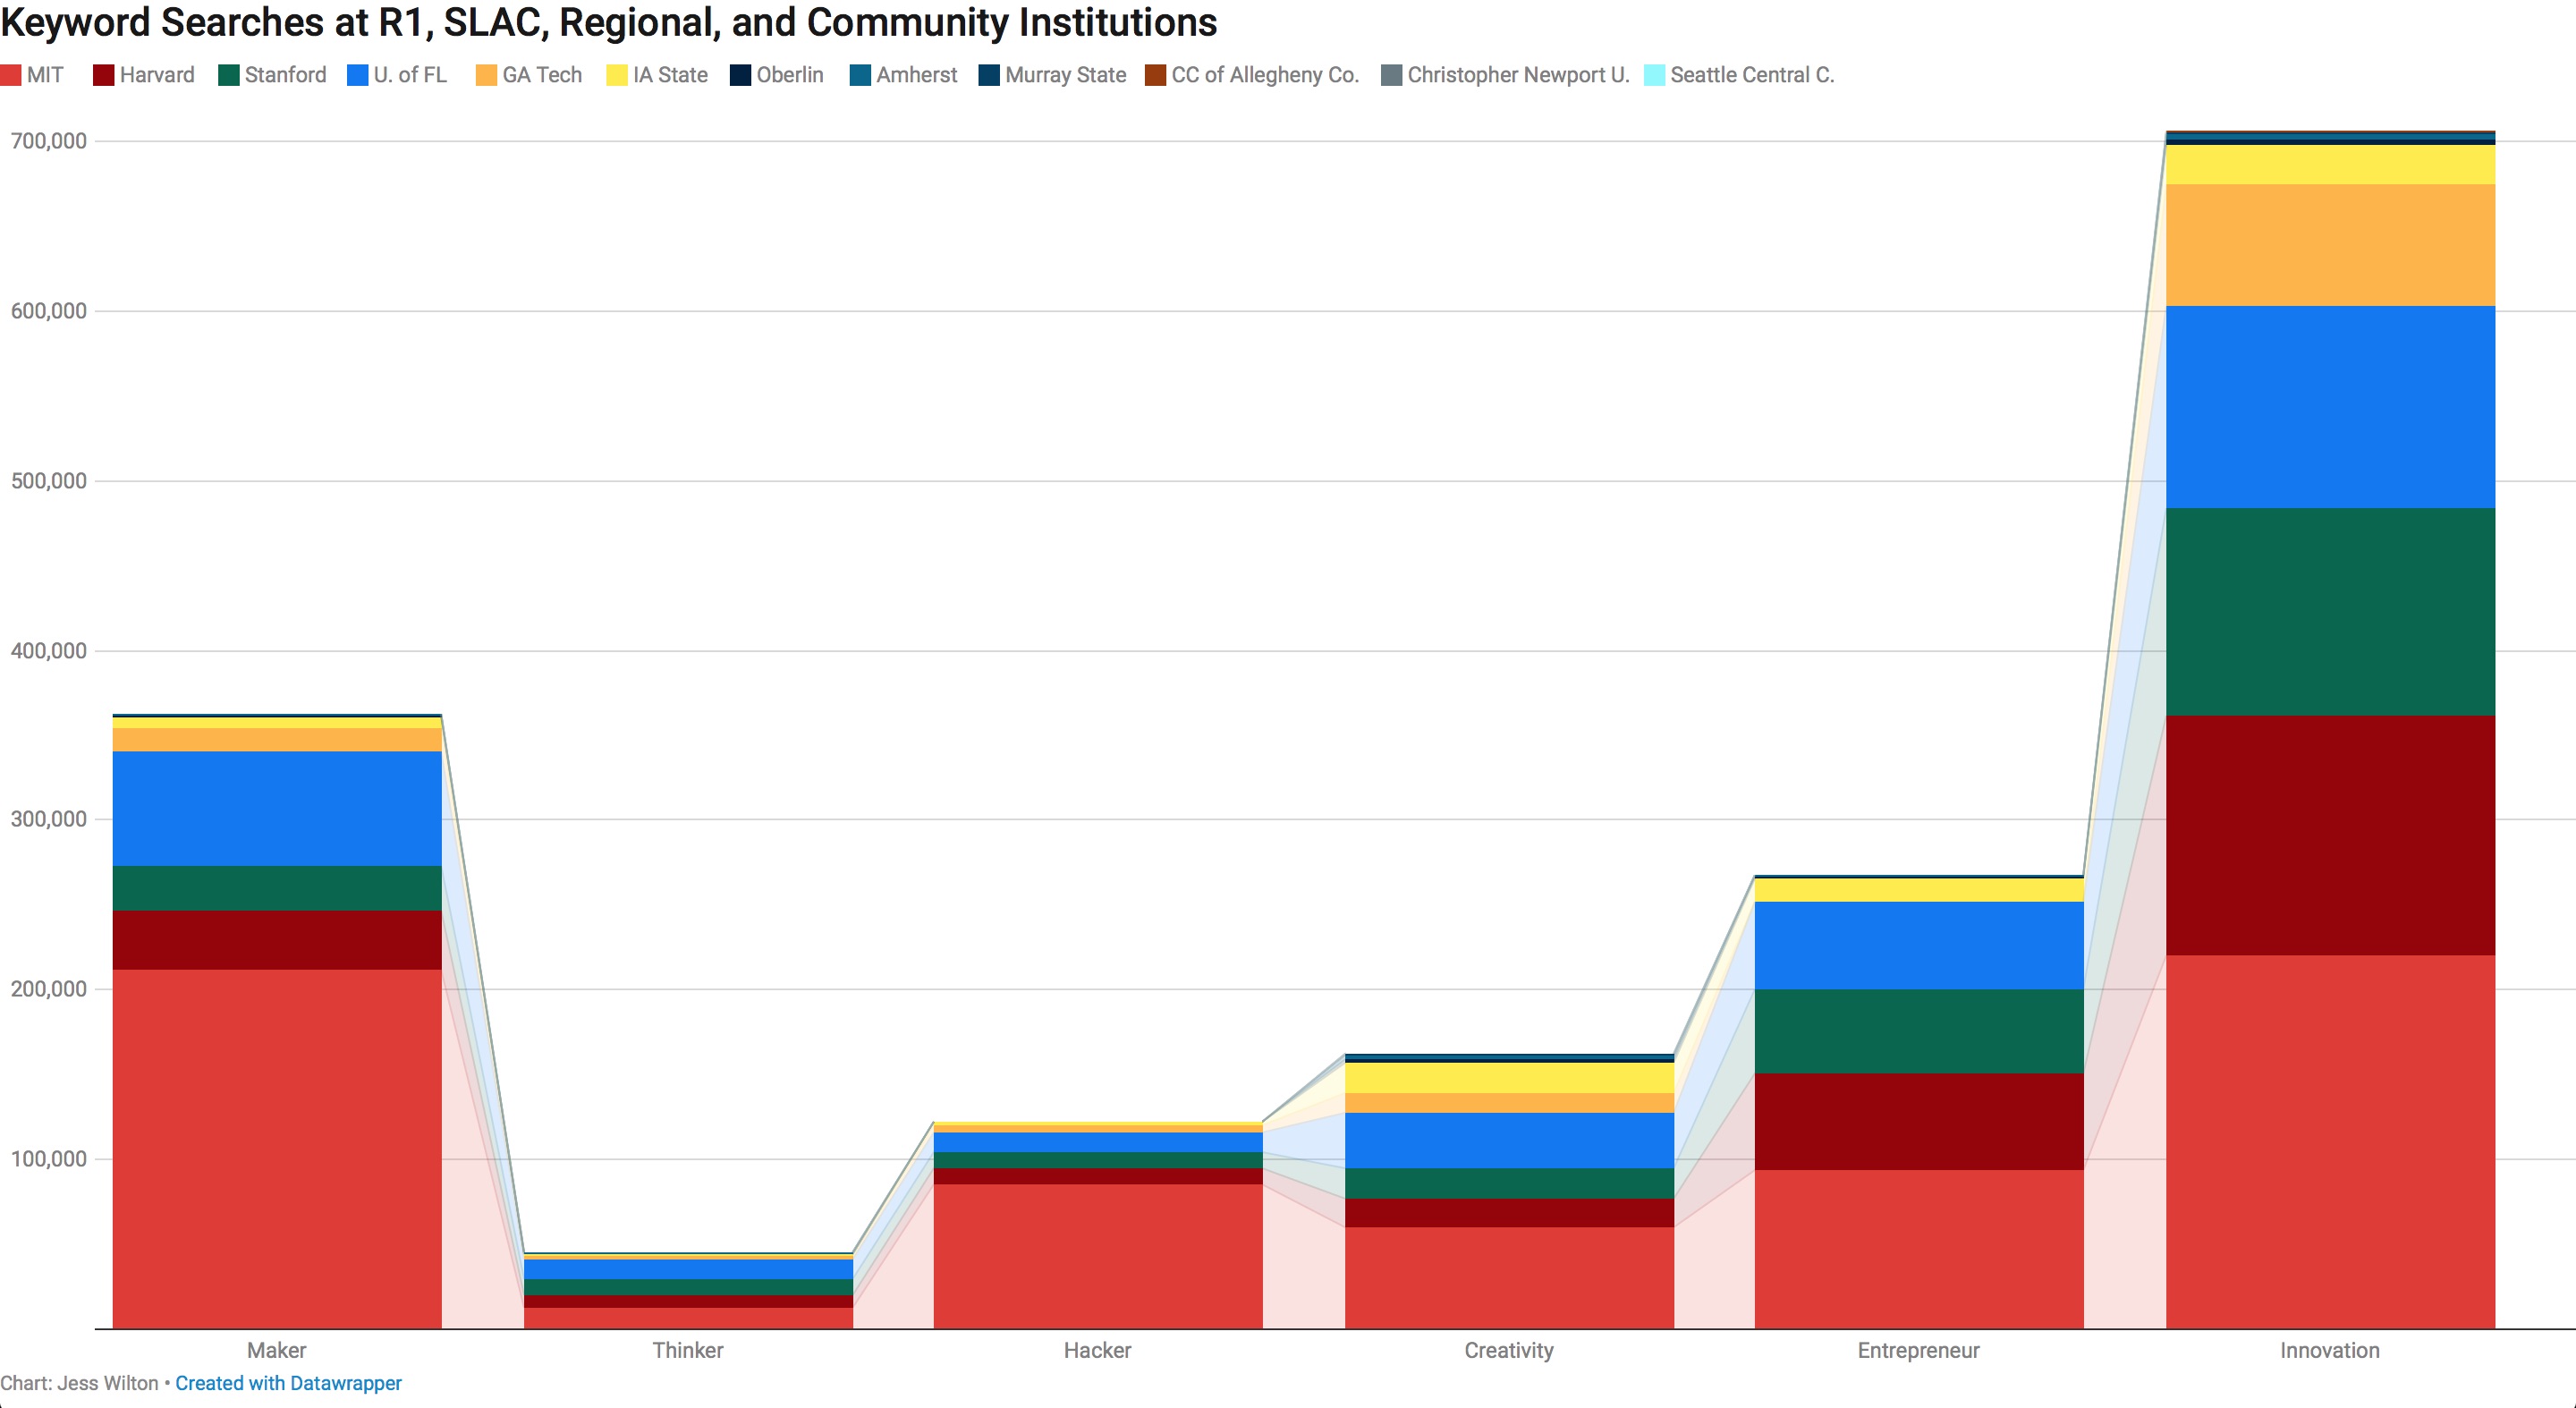 Keyword Searches at R1, SLAC, Regional, and Community Institutions
MIT Harvard Stanford U. of FL GA Tech IA State Oberlin Amherst Murray State CC of Allegheny Co. Christopher Newport U. Seattle Central C.
700,000
600,000
500,000
400,000
300,000
200,000
100,000
Maker Thinker Hacker Creativity Entrepreneur Innovation
Chart: Jess Wilton • Created with Datawrapper